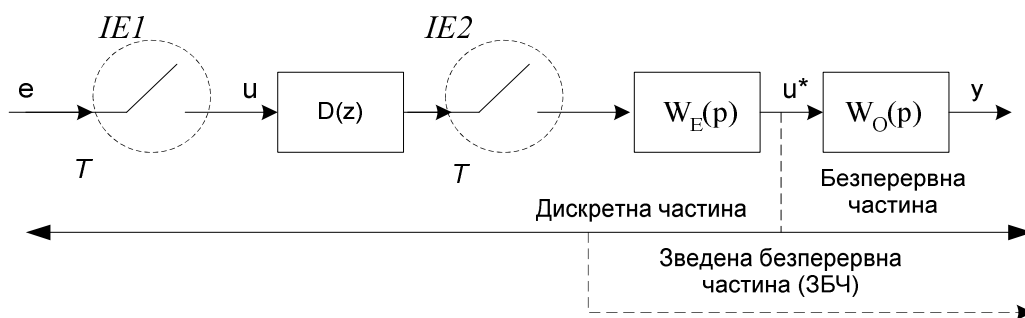 IE1
IE2
e
u
D(z)
W_E(p)
u*
W_O(p)
y
T
T
Безперервна
частина
Дискретна частина
Зведена безперервна
частина (ЗБЧ)